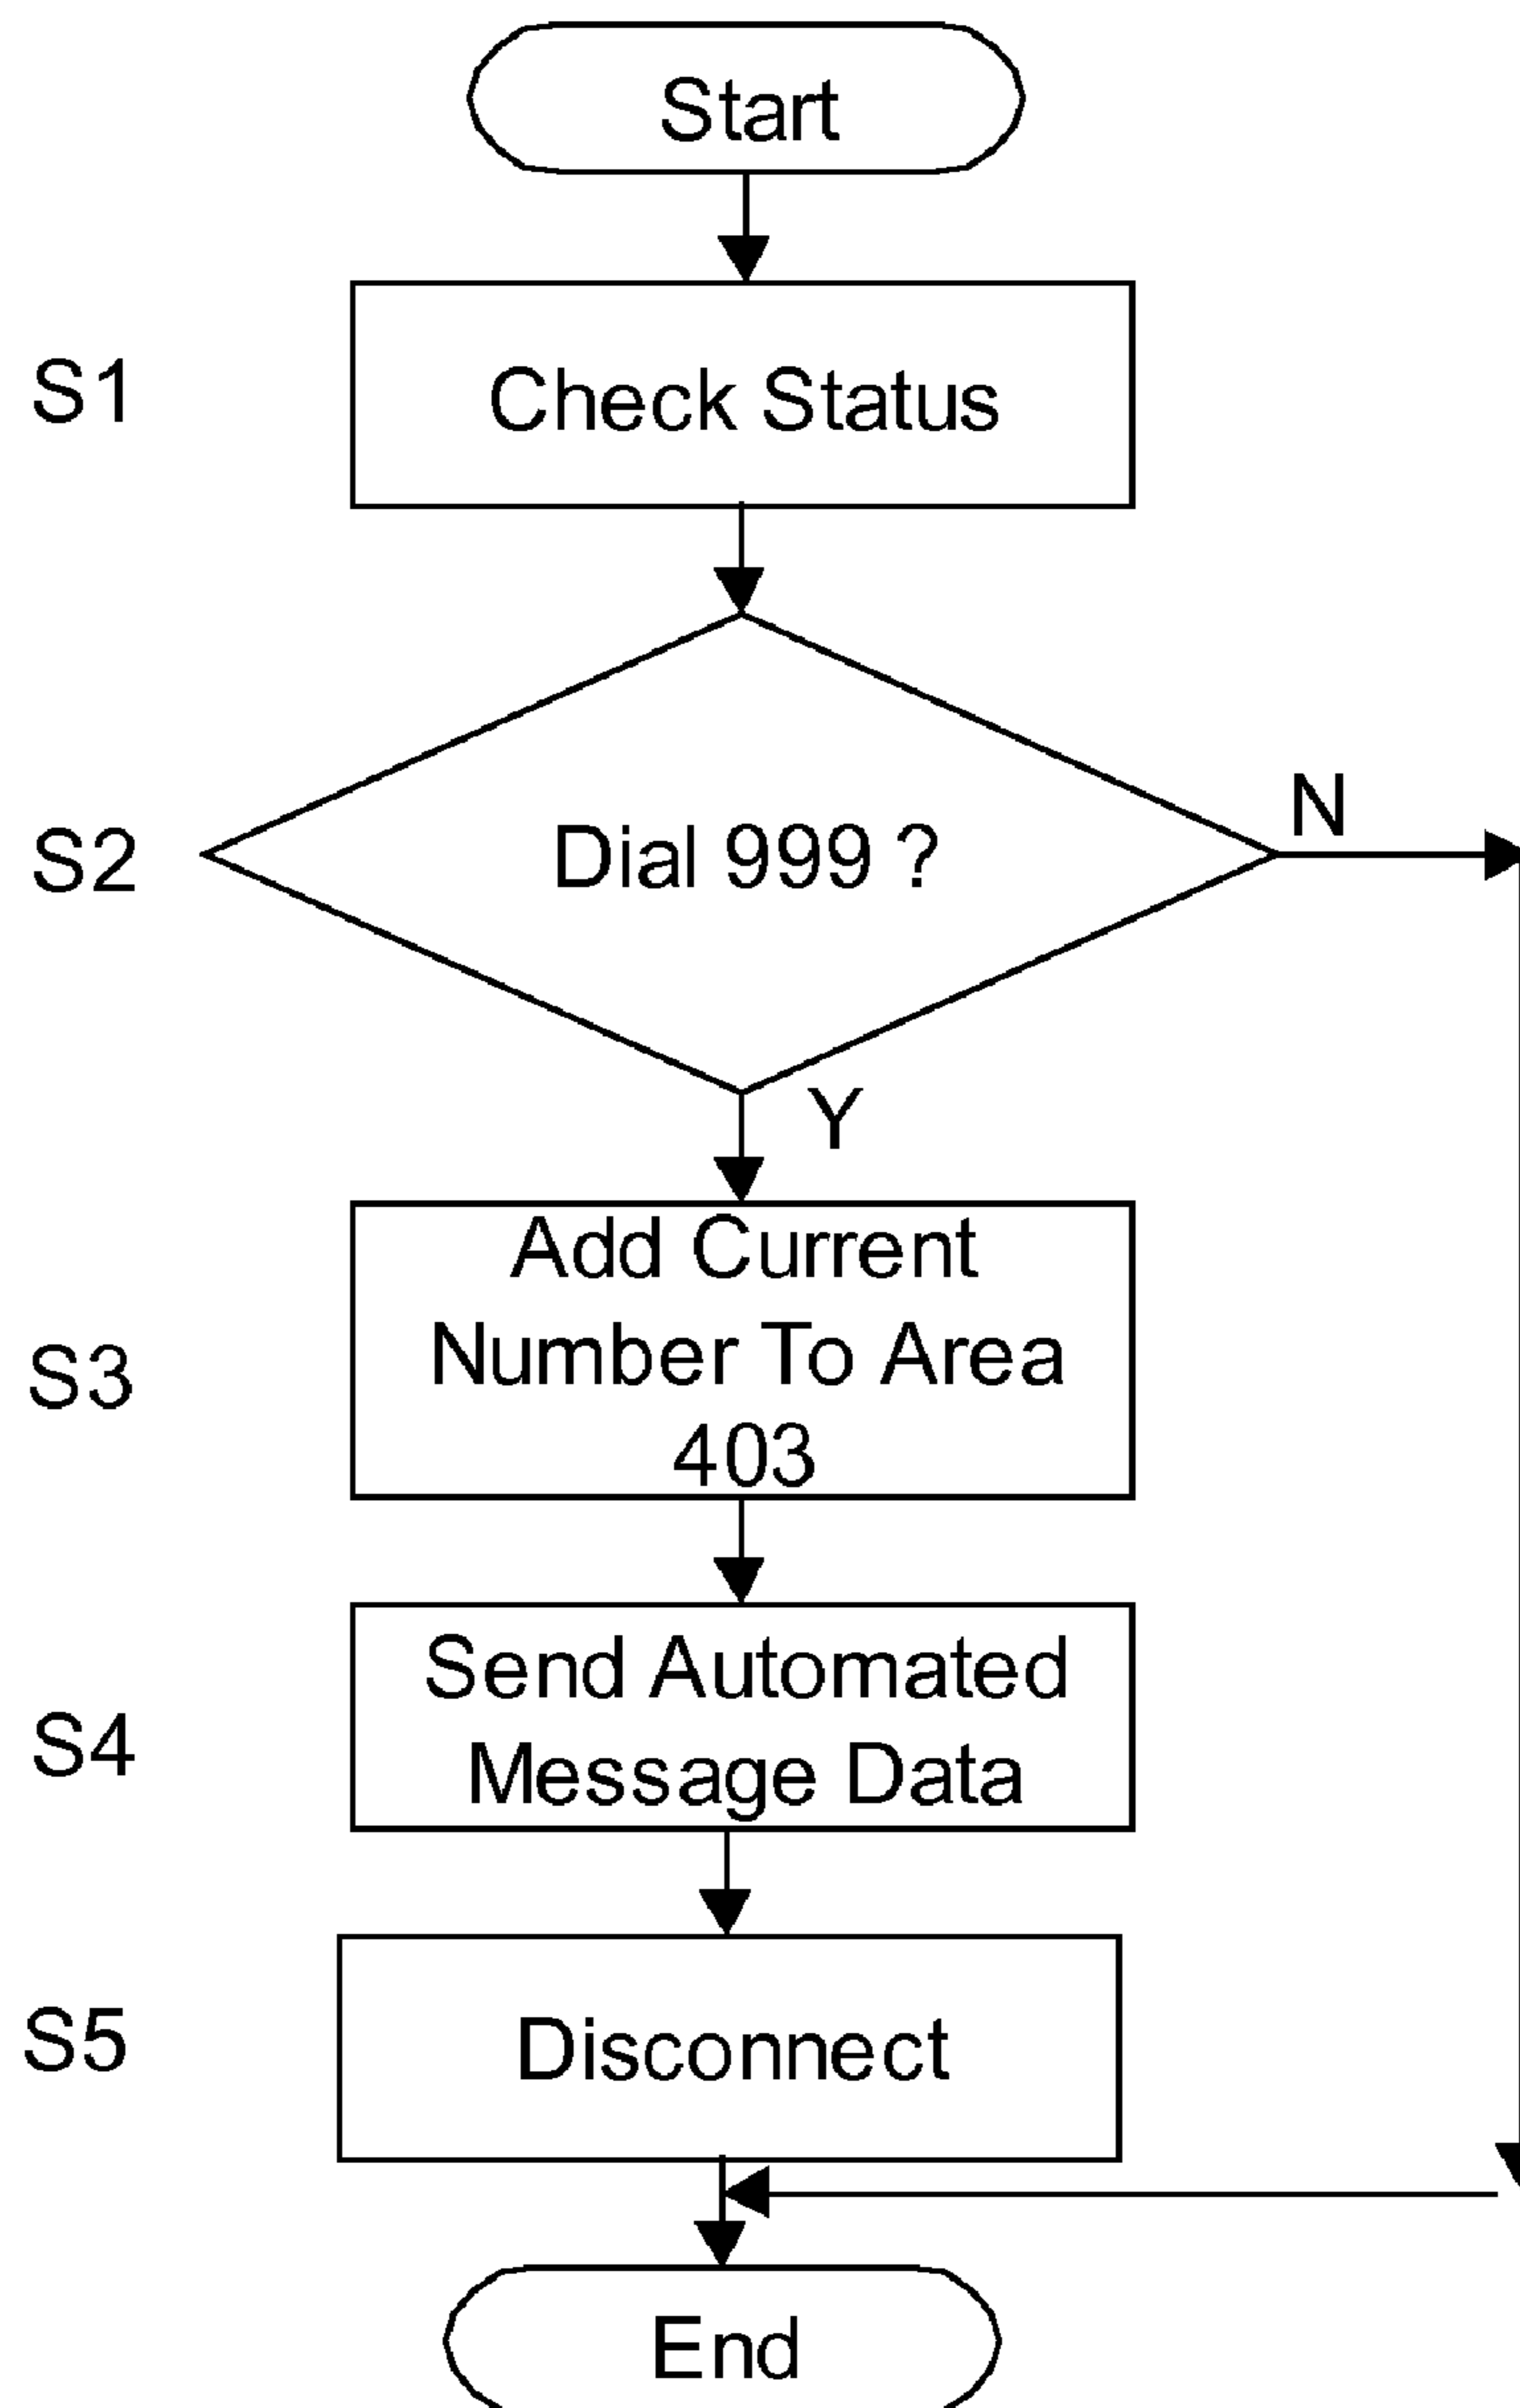 Start
S1
Check Status
S2
Dial 999 ?
N
Y
S3
Add Current
Number To Area
403
S4
Send Automated
Message Data
S5
Disconnect
End